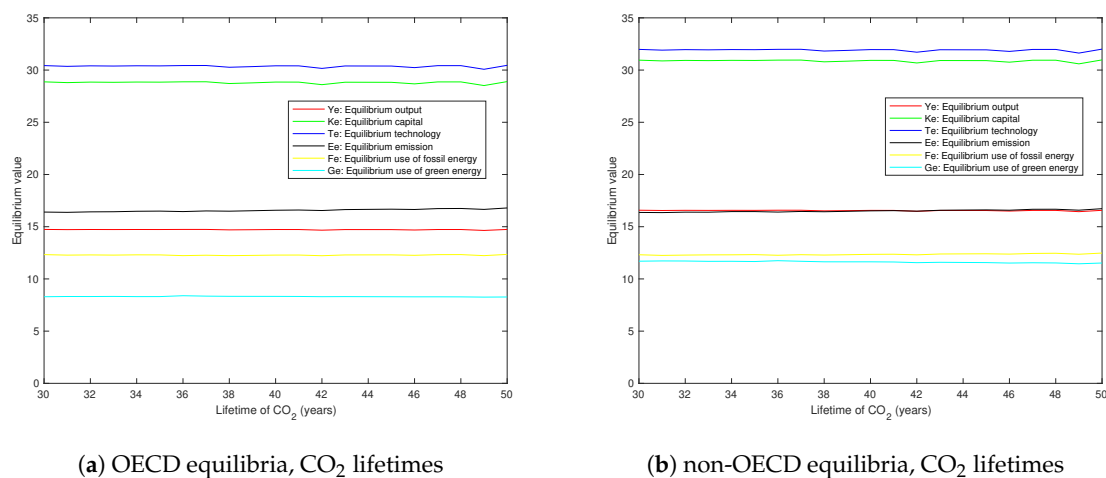 35
30
25
20
15
10
5
0
Equilibrium value
Ye: Equilibrium output
Ke: Equilibrium capital
Te: Equilibrium technology
Ee: Equilibrium emission
Fe: Equilibrium use of fossil energy
Ge: Equilibrium use of green energy
30 32 34 36 38 40 42 44 46 48 50
Lifetime of CO₂ (years)
(a) OECD equilibria, CO₂ lifetimes
35
30
25
20
15
10
5
0
Equilibrium value
Ye: Equilibrium output
Ke: Equilibrium capital
Te: Equilibrium technology
Ee: Equilibrium emission
Fe: Equilibrium use of fossil energy
Ge: Equilibrium use of green energy
30 32 34 36 38 40 42 44 46 48 50
Lifetime of CO₂ (years)
(b) non-OECD equilibria, CO₂ lifetimes